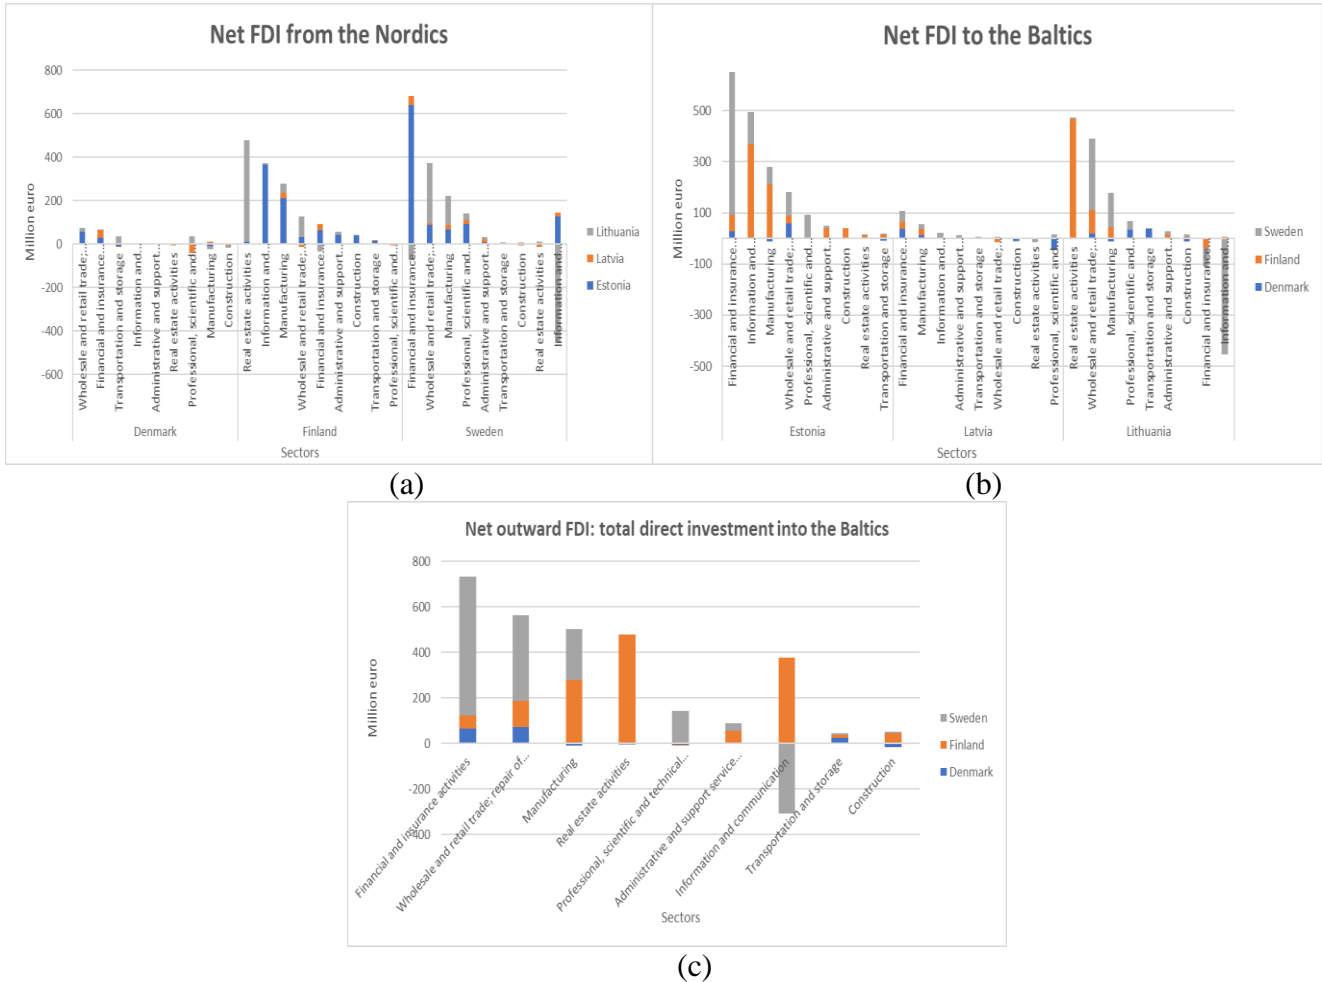 Net FDI from the Nordics
Million euro
800
600
400
200
0
-200
-400
-600
Wholesale and retail trade;...
Financial and insurance...
Transportation and storage
Information and...
Administrative and support...
Real estate activities
Professional, scientific and...
Manufacturing
Construction
Real estate activities
Information and...
Manufacturing
Wholesale and retail trade;...
Financial and insurance...
Administrative and support...
Construction
Transportation and storage
Professional, scientific and...
Financial and insurance...
Wholesale and retail trade;...
Manufacturing
Professional, scientific and...
Administrative and support...
Transportation and storage
Construction
Real estate activities
Information and...
Denmark
Finland
Sweden
Sectors
Lithuania
Latvia
Estonia
(a)
Net FDI to the Baltics
Million euro
500
300
100
-100
-300
-500
Financial and insurance...
Information and...
Manufacturing
Wholesale and retail trade;...
Professional, scientific and...
Administrative and support...
Construction
Real estate activities
Transportation and storage
Financial and insurance...
Manufacturing
Information and...
Administrative and support...
Transportation and storage
Wholesale and retail trade;...
Construction
Real estate activities
Professional, scientific and...
Real estate activities
Wholesale and retail trade;...
Manufacturing
Professional, scientific and...
Transportation and storage
Administrative and support...
Construction
Financial and insurance...
Information and...
Estonia
Latvia
Lithuania
Sectors
Sweden
Finland
Denmark
(b)
Net outward FDI: total direct investment into the Baltics
Million euro
800
600
400
200
0
-200
-400
Financial and insurance activities
Wholesale and retail trade; repair of...
Manufacturing
Real estate activities
Professional, scientific and technical...
Administrative and support service...
Information and communication
Transportation and storage
Construction
Sectors
Sweden
Finland
Denmark
(c)